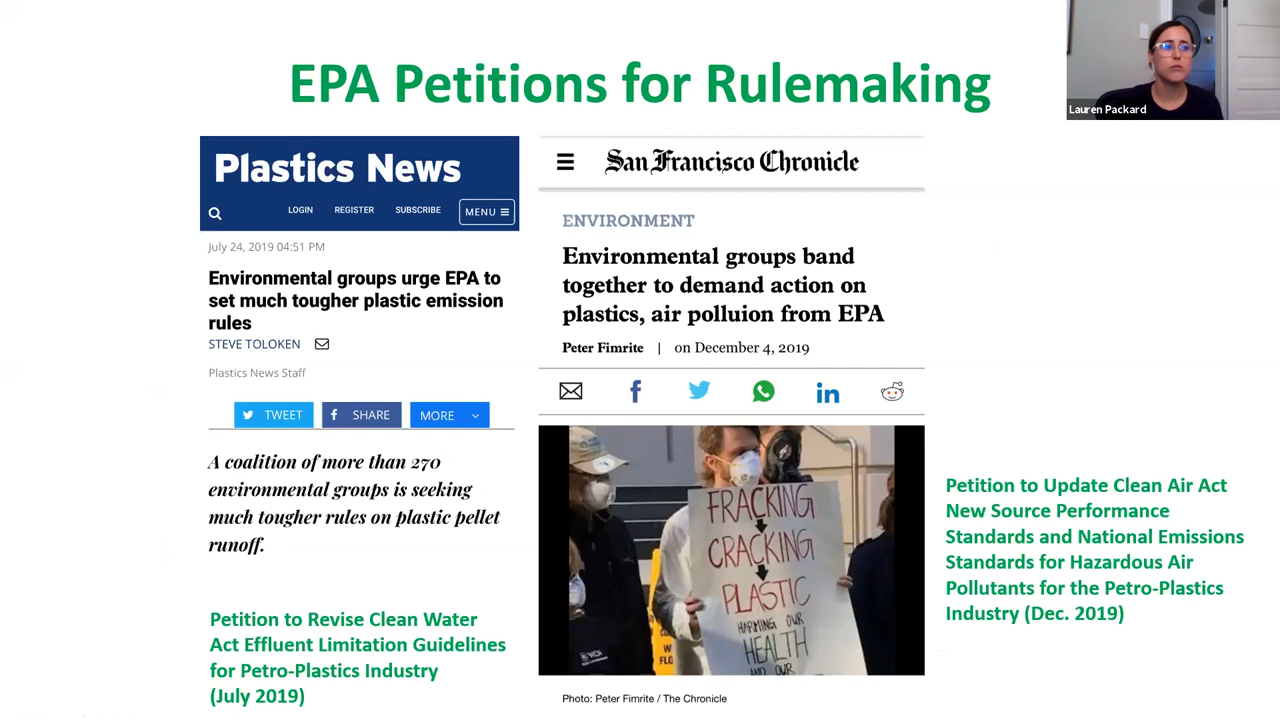 EPA Petitions for Rulemaking
Lauren Packard
Plastics News
LOGIN REGISTER SUBSCRIBE MENU
July 24, 2019 04:51 PM
Environmental groups urge EPA to
set much tougher plastic emission
rules
STEVE TOLOKEN
Plastics News Staff
TWEET SHARE MORE
A coalition of more than 270
environmental groups is seeking
much tougher rules on plastic pellet
runoff.
Petition to Revise Clean Water
Act Effluent Limitation Guidelines
for Petro-Plastics Industry
(July 2019)
San Francisco Chronicle
ENVIRONMENT
Environmental groups band
together to demand action on
plastics, air polluion from EPA
Peter Fimrite | on December 4, 2019
FRACKING
CRACKING
PLASTIC
HARMING OUR
HEALTH
AND OUR
Photo: Peter Fimrite / The Chronicle
Petition to Update Clean Air Act
New Source Performance
Standards and National Emissions
Standards for Hazardous Air
Pollutants for the Petro-Plastics
Industry (Dec. 2019)